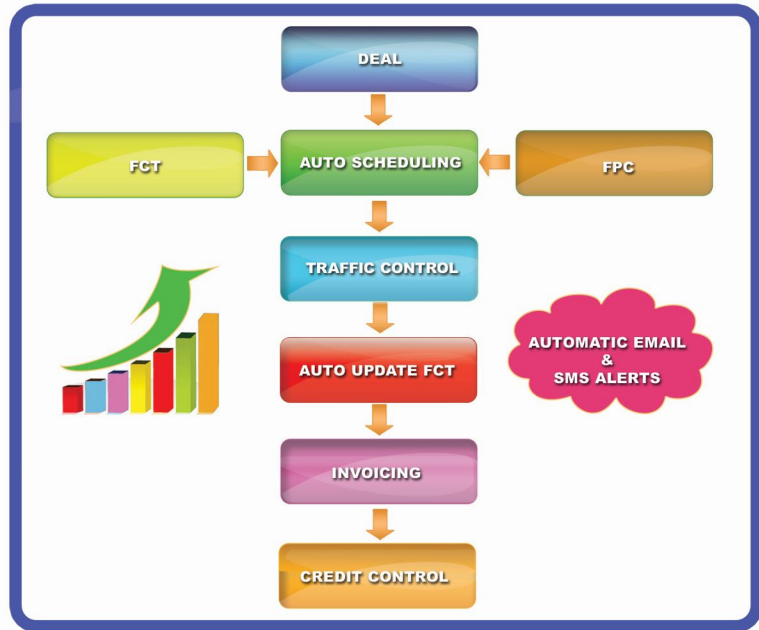 DEAL
FCT
AUTO SCHEDULING
FPC
TRAFFIC CONTROL
AUTOMATIC EMAIL
&
SMS ALERTS
AUTO UPDATE FCT
INVOICING
CREDIT CONTROL